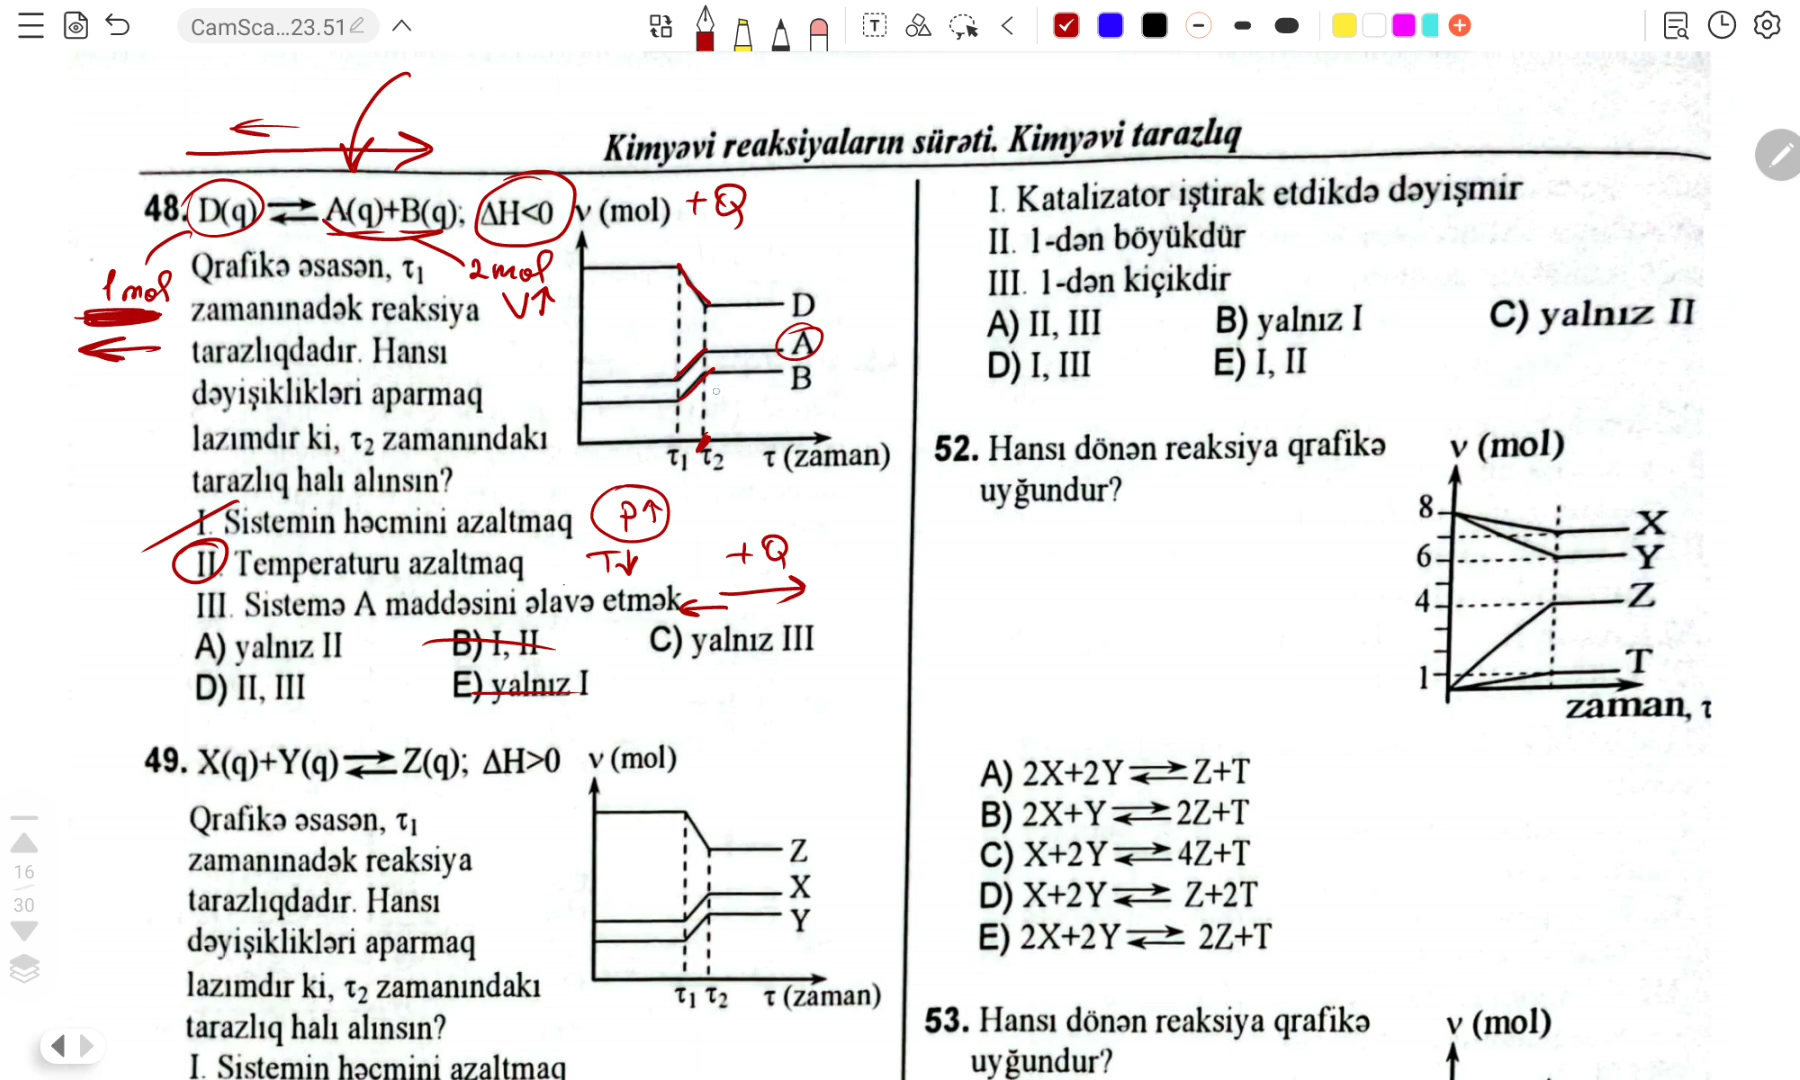 CamSca...23.51
T
Kimyəvi reaksiyaların sürəti. Kimyəvi tarazlıq
48. D(q) ⇄ A(q)+B(q); ΔH<0
+Q
1 mol
2 mol
V↑
ν (mol)
D
A
B
τ1 τ2 τ (zaman)
Qrafikə əsasən, τ1
zamanınadək reaksiya
tarazlıqdadır. Hansı
dəyişiklikləri aparmaq
lazımdır ki, τ2 zamanındakı
tarazlıq halı alınsın?
I. Sistemin həcmini azaltmaq
P↑
II. Temperaturu azaltmaq
T↓
+Q
III. Sistemə A maddəsini əlavə etmək
A) yalnız II
B) I, II
C) yalnız III
D) II, III
E) yalnız I
49. X(q)+Y(q) ⇄ Z(q); ΔH>0
ν (mol)
Z
X
Y
τ1 τ2 τ (zaman)
Qrafikə əsasən, τ1
zamanınadək reaksiya
tarazlıqdadır. Hansı
dəyişiklikləri aparmaq
lazımdır ki, τ2 zamanındakı
tarazlıq halı alınsın?
I. Sistemin həcmini azaltmaq
I. Katalizator iştirak etdikdə dəyişmir
II. 1-dən böyükdür
III. 1-dən kiçikdir
A) II, III
B) yalnız I
C) yalnız II
D) I, III
E) I, II
52. Hansı dönən reaksiya qrafikə
uyğundur?
ν (mol)
8
6
4
1
X
Y
Z
T
zaman, τ
A) 2X+2Y ⇄ Z+T
B) 2X+Y ⇄ 2Z+T
C) X+2Y ⇄ 4Z+T
D) X+2Y ⇄ Z+2T
E) 2X+2Y ⇄ 2Z+T
53. Hansı dönən reaksiya qrafikə
uyğundur?
ν (mol)
16
30